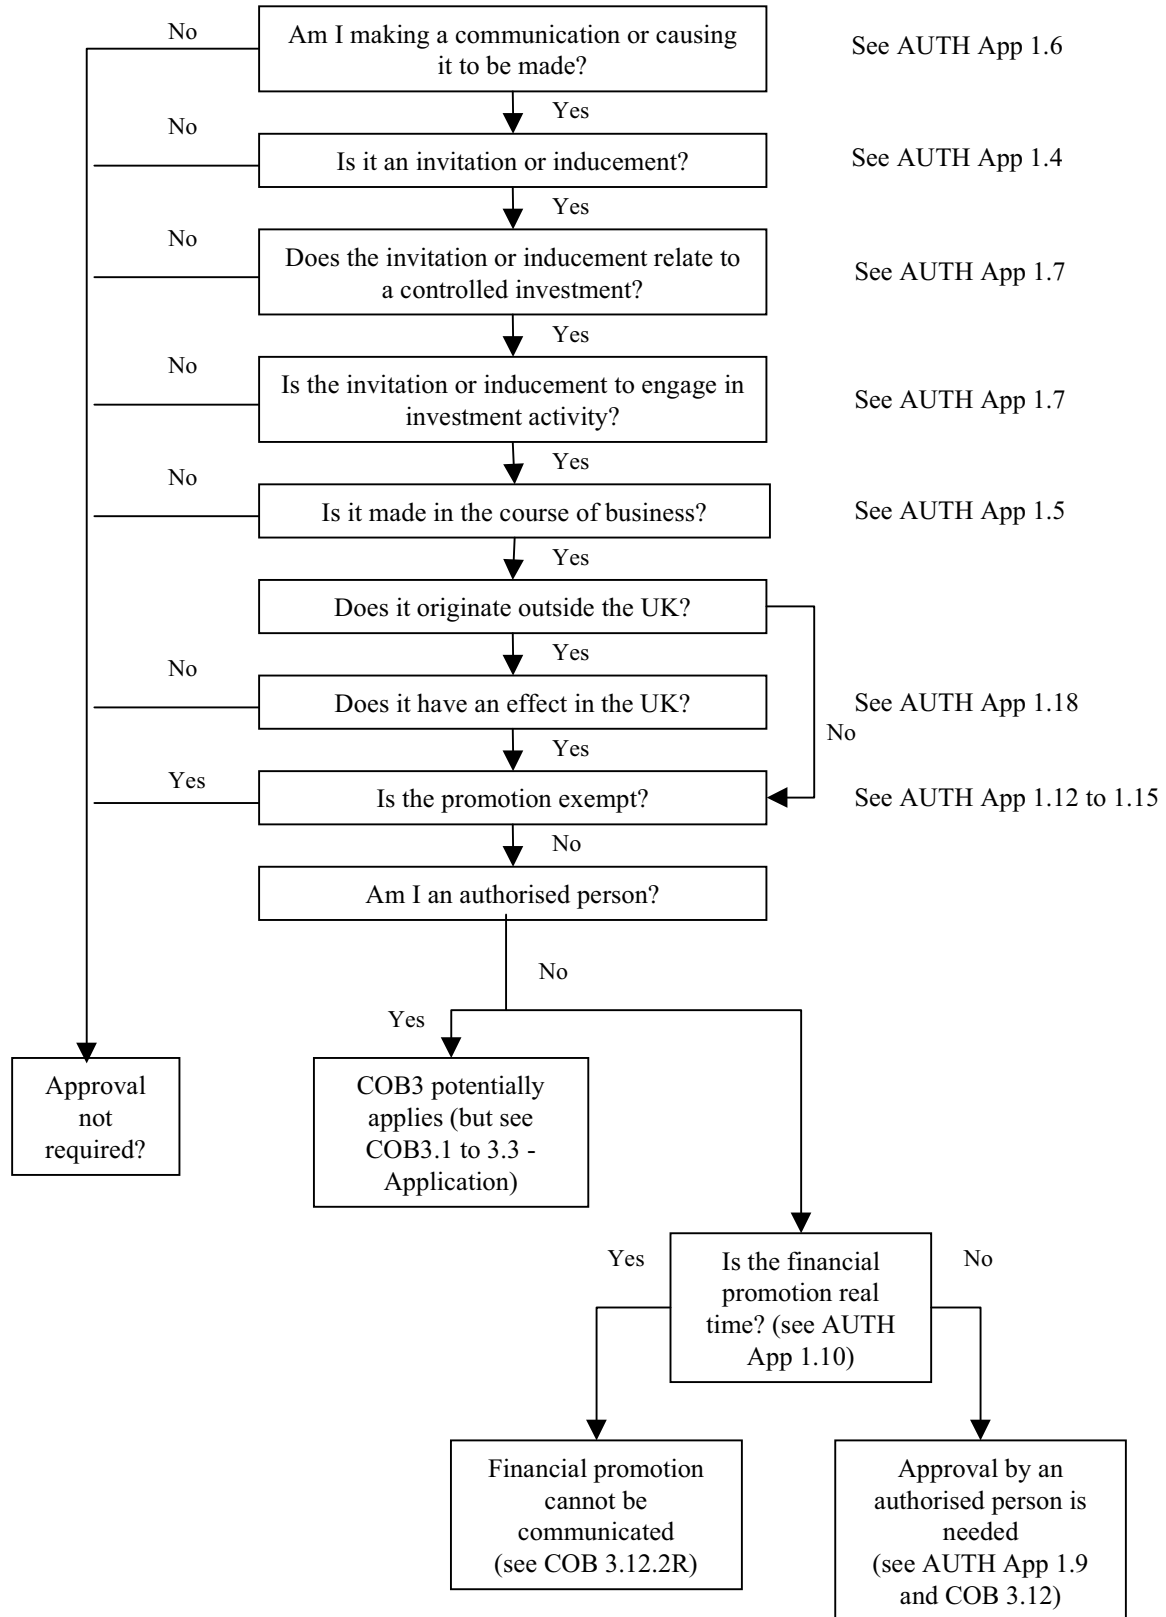 No
Am I making a communication or causing
it to be made?
See AUTH App 1.6
Yes
No
Is it an invitation or inducement?
See AUTH App 1.4
Yes
No
Does the invitation or inducement relate to
a controlled investment?
See AUTH App 1.7
Yes
No
Is the invitation or inducement to engage in
investment activity?
See AUTH App 1.7
Yes
No
Is it made in the course of business?
See AUTH App 1.5
Yes
Does it originate outside the UK?
Yes
No
Does it have an effect in the UK?
See AUTH App 1.18
No
Yes
Yes
Is the promotion exempt?
See AUTH App 1.12 to 1.15
No
Am I an authorised person?
No
Yes
Approval
not
required?
COB3 potentially
applies (but see
COB3.1 to 3.3 -
Application)
Yes
Is the financial
promotion real
time? (see AUTH
App 1.10)
No
Financial promotion
cannot be
communicated
(see COB 3.12.2R)
Approval by an
authorised person is
needed
(see AUTH App 1.9
and COB 3.12)